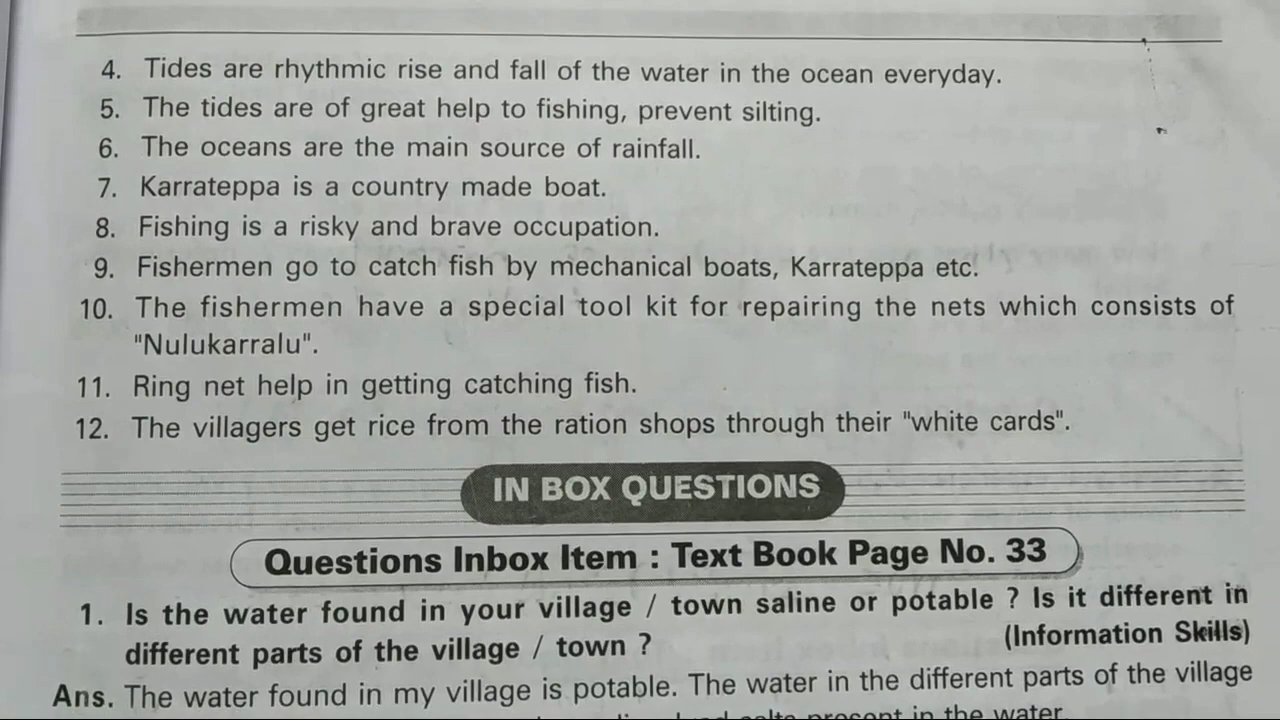 4. Tides are rhythmic rise and fall of the water in the ocean everyday.
5. The tides are of great help to fishing, prevent silting.
6. The oceans are the main source of rainfall.
7. Karrateppa is a country made boat.
8. Fishing is a risky and brave occupation.
9. Fishermen go to catch fish by mechanical boats, Karrateppa etc.
10. The fishermen have a special tool kit for repairing the nets which consists of
"Nulukarralu".
11. Ring net help in getting catching fish.
12. The villagers get rice from the ration shops through their "white cards".
IN BOX QUESTIONS
Questions Inbox Item : Text Book Page No. 33
1. Is the water found in your village / town saline or potable ? Is it different in
different parts of the village / town ? (Information Skills)
Ans. The water found in my village is potable. The water in the different parts of the village
salts present in the water.